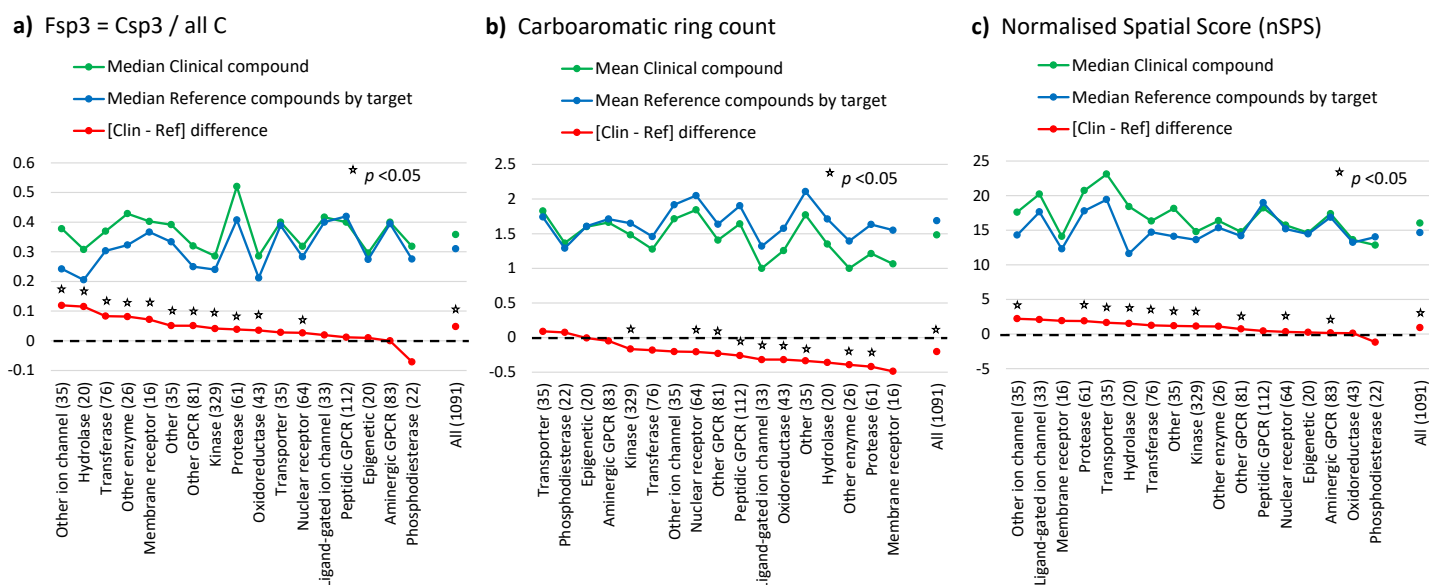 a) Fsp3 = Csp3 / all C
Median Clinical compound
Median Reference compounds by target
[Clin - Ref] difference
p <0.05
0.6
0.5
0.4
0.3
0.2
0.1
0
-0.1
Other ion channel (35)
Hydrolase (20)
Transferase (76)
Other enzyme (26)
Membrane receptor (16)
Other (35)
Other GPCR (81)
Kinase (329)
Protease (61)
Oxidoreductase (43)
Transporter (35)
Nuclear receptor (64)
Ligand-gated ion channel (33)
Peptidic GPCR (112)
Epigenetic (20)
Aminergic GPCR (83)
Phosphodiesterase (22)
All (1091)
b) Carboaromatic ring count
Mean Clinical compound
Mean Reference compounds by target
[Clin - Ref] difference
p <0.05
2.5
2
1.5
1
0.5
0
-0.5
Transporter (35)
Phosphodiesterase (22)
Epigenetic (20)
Aminergic GPCR (83)
Kinase (329)
Transferase (76)
Other ion channel (35)
Nuclear receptor (64)
Other GPCR (81)
Peptidic GPCR (112)
Ligand-gated ion channel (33)
Oxidoreductase (43)
Other (35)
Hydrolase (20)
Other enzyme (26)
Protease (61)
Membrane receptor (16)
All (1091)
c) Normalised Spatial Score (nSPS)
Median Clinical compound
Median Reference compounds by target
[Clin - Ref] difference
p <0.05
25
20
15
10
5
0
-5
Other ion channel (35)
Ligand-gated ion channel (33)
Membrane receptor (16)
Protease (61)
Transporter (35)
Hydrolase (20)
Transferase (76)
Other (35)
Kinase (329)
Other enzyme (26)
Other GPCR (81)
Peptidic GPCR (112)
Nuclear receptor (64)
Epigenetic (20)
Aminergic GPCR (83)
Oxidoreductase (43)
Phosphodiesterase (22)
All (1091)